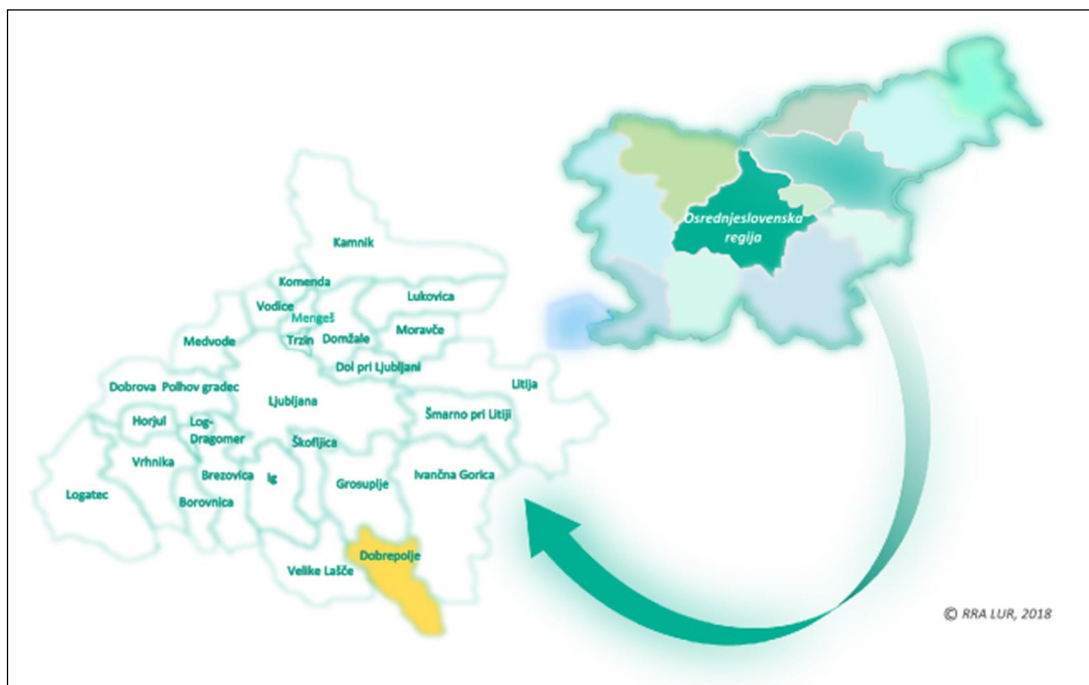 Osrednjeslovenska
regija
Kamnik
Komenda
Lukovica
Vodice
Mengeš
Moravče
Medvode
Trzin
Domžale
Dol pri Ljubljani
Litija
Dobrova Polhov gradec
Ljubljana
Šmarno pri Litiji
Horjul
Log-
Dragomer
Škofljica
Vrhnika
Brezovica
Ig
Grosuplje
Ivančna Gorica
Logatec
Borovnica
Dobrepolje
Velike Lašče
© RRA LUR, 2018